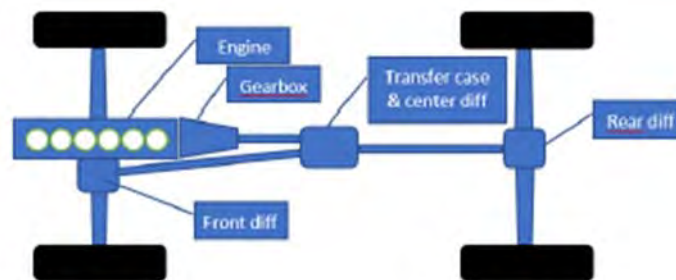 Engine
Gearbox
Transfer case
& center diff
Rear diff
Front diff